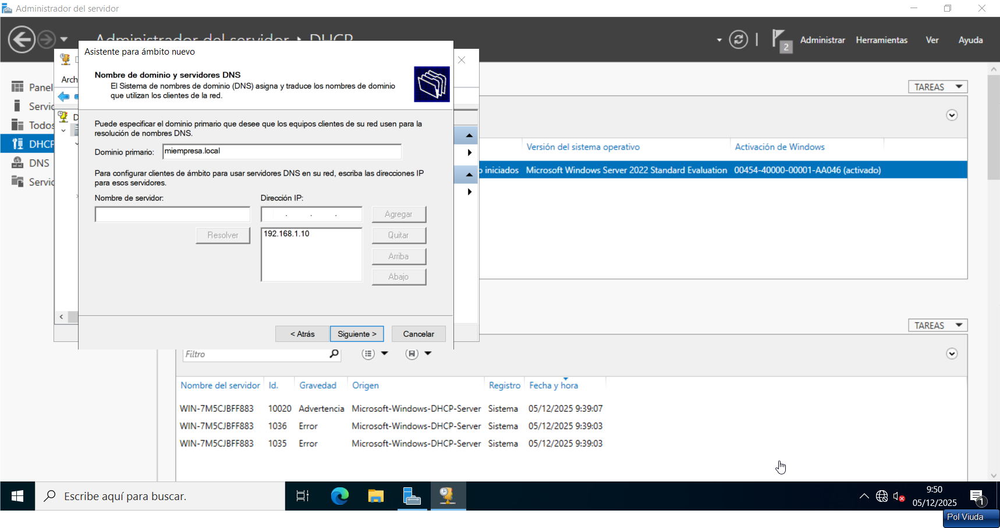 Administrador del servidor
Administrador del servidor ‣ DHCP
2
Administrar
Herramientas
Ver
Ayuda
Asistente para ámbito nuevo
Nombre de dominio y servidores DNS
El Sistema de nombres de dominio (DNS) asigna y traduce los nombres de dominio
que utilizan los clientes de la red.
Arch
Panel
Servic
Todos
DHCP
DNS
Servic
D
Puede especificar el dominio primario que desee que los equipos clientes de su red usen para la
resolución de nombres DNS.
Dominio primario: miempresa.local
Para configurar clientes de ámbito para usar servidores DNS en su red, escriba las direcciones IP
para esos servidores.
Nombre de servidor: Dirección IP:
. . . Agregar
Resolver 192.168.1.10 Quitar
Arriba
Abajo
< Atrás Siguiente > Cancelar
TAREAS
Versión del sistema operativo Activación de Windows
o iniciados Microsoft Windows Server 2022 Standard Evaluation 00454-40000-00001-AA046 (activado)
TAREAS
Filtro
Nombre del servidor Id. Gravedad Origen Registro Fecha y hora
WIN-7M5CJBFF883 10020 Advertencia Microsoft-Windows-DHCP-Server Sistema 05/12/2025 9:39:07
WIN-7M5CJBFF883 1036 Error Microsoft-Windows-DHCP-Server Sistema 05/12/2025 9:39:03
WIN-7M5CJBFF883 1035 Error Microsoft-Windows-DHCP-Server Sistema 05/12/2025 9:39:03
Escribe aquí para buscar.
9:50
05/12/2025
1
Pol Viuda